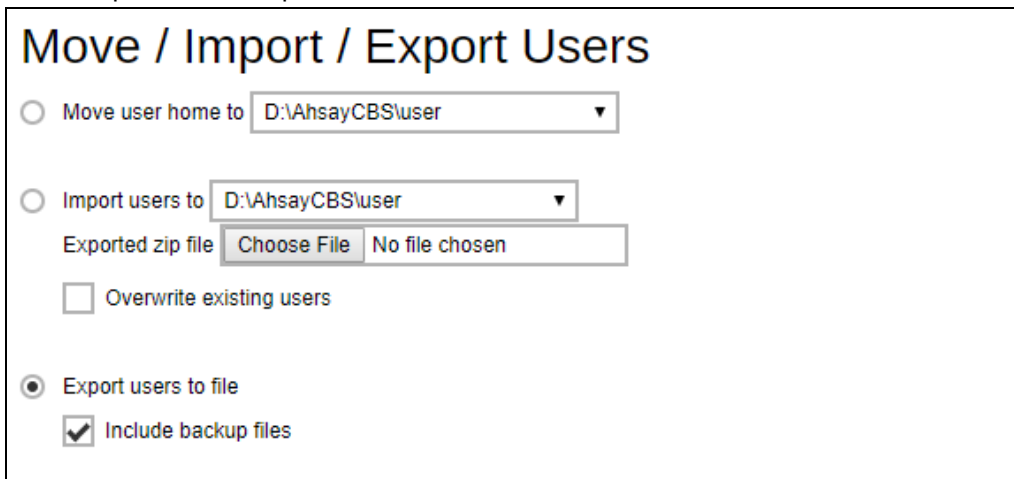 Move / Import / Export Users
Move user home to D:\AhsayCBS\user
Import users to D:\AhsayCBS\user
Exported zip file Choose File No file chosen
Overwrite existing users
Export users to file
Include backup files